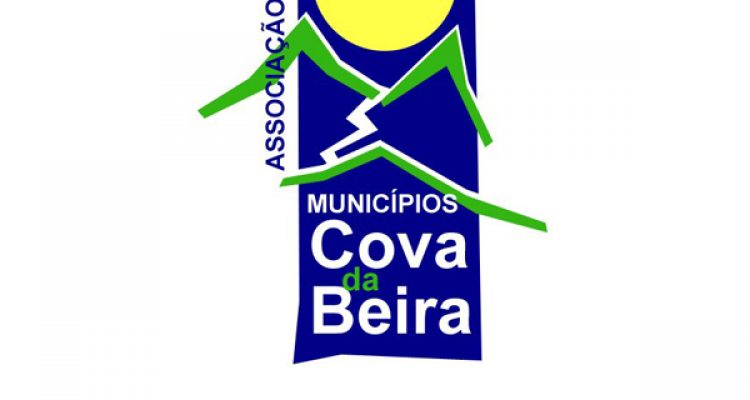 ASSOCIAÇÃO
MUNICÍPIOS
Cova
da
Beira